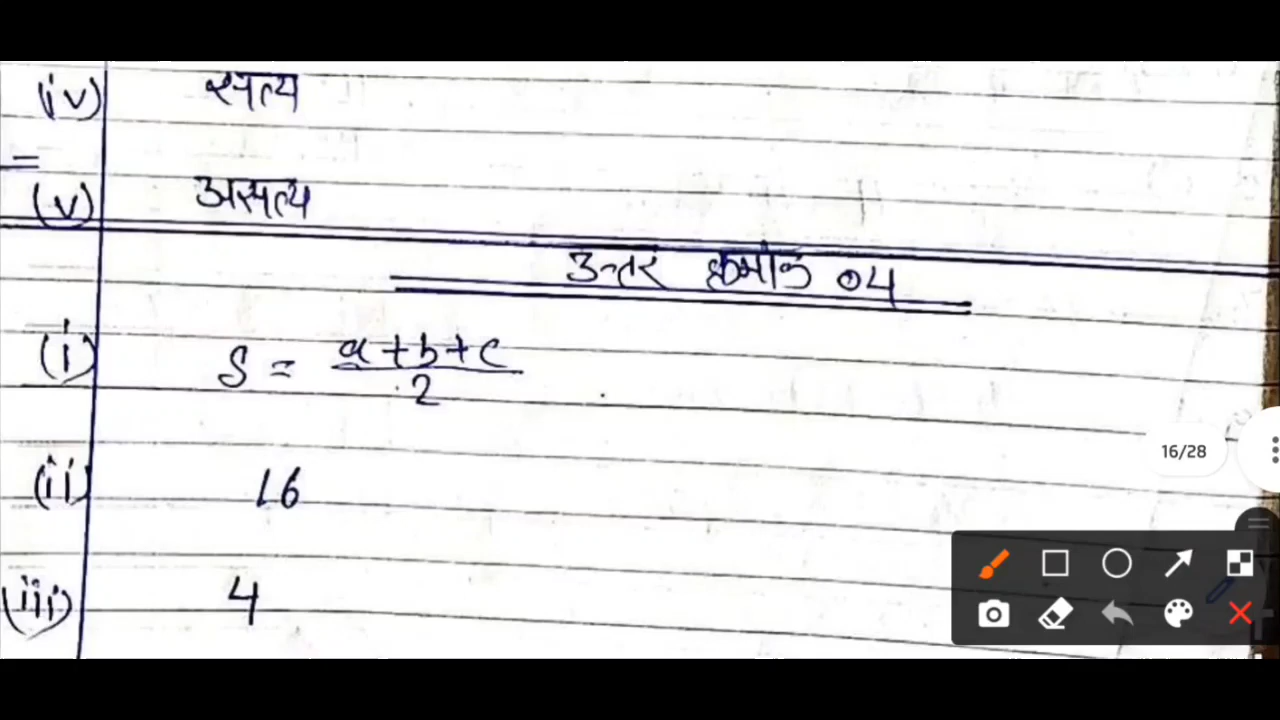 (iv) सत्य
=
(v) असत्य
उत्तर क्रमांक 04
(i) S = a+b+c / 2
(ii) 16
16/28
(iii) 4